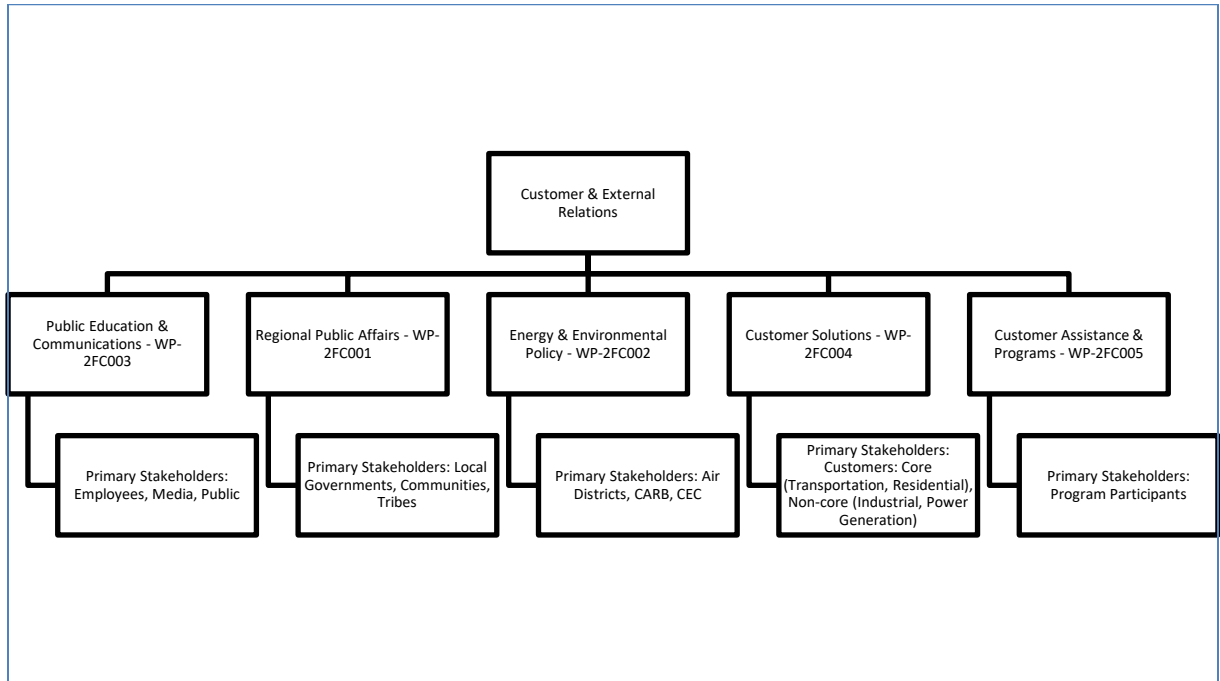 Customer & External
Relations
Public Education &
Communications - WP-
2FC003
Regional Public Affairs - WP-
2FC001
Energy & Environmental
Policy - WP-2FC002
Customer Solutions - WP-
2FC004
Customer Assistance &
Programs - WP-2FC005
Primary Stakeholders:
Employees, Media, Public
Primary Stakeholders: Local
Governments, Communities,
Tribes
Primary Stakeholders: Air
Districts, CARB, CEC
Primary Stakeholders:
Customers: Core
(Transportation, Residential),
Non-core (Industrial, Power
Generation)
Primary Stakeholders:
Program Participants